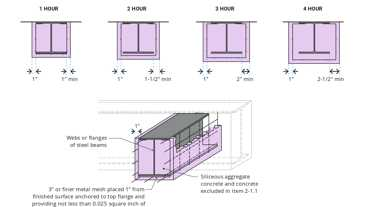 1 HOUR
2 HOUR
3 HOUR
4 HOUR
1" 1" min
1" 1-1/2" min
1" 2" min
1" 2-1/2" min
1"
Webs or flanges
of steel beams
Siliceous aggregate
concrete and concrete
excluded in item 2-1.1
3" or finer metal mesh placed 1" from
finished surface anchored to top flange and
providing not less than 0.025 square inch of